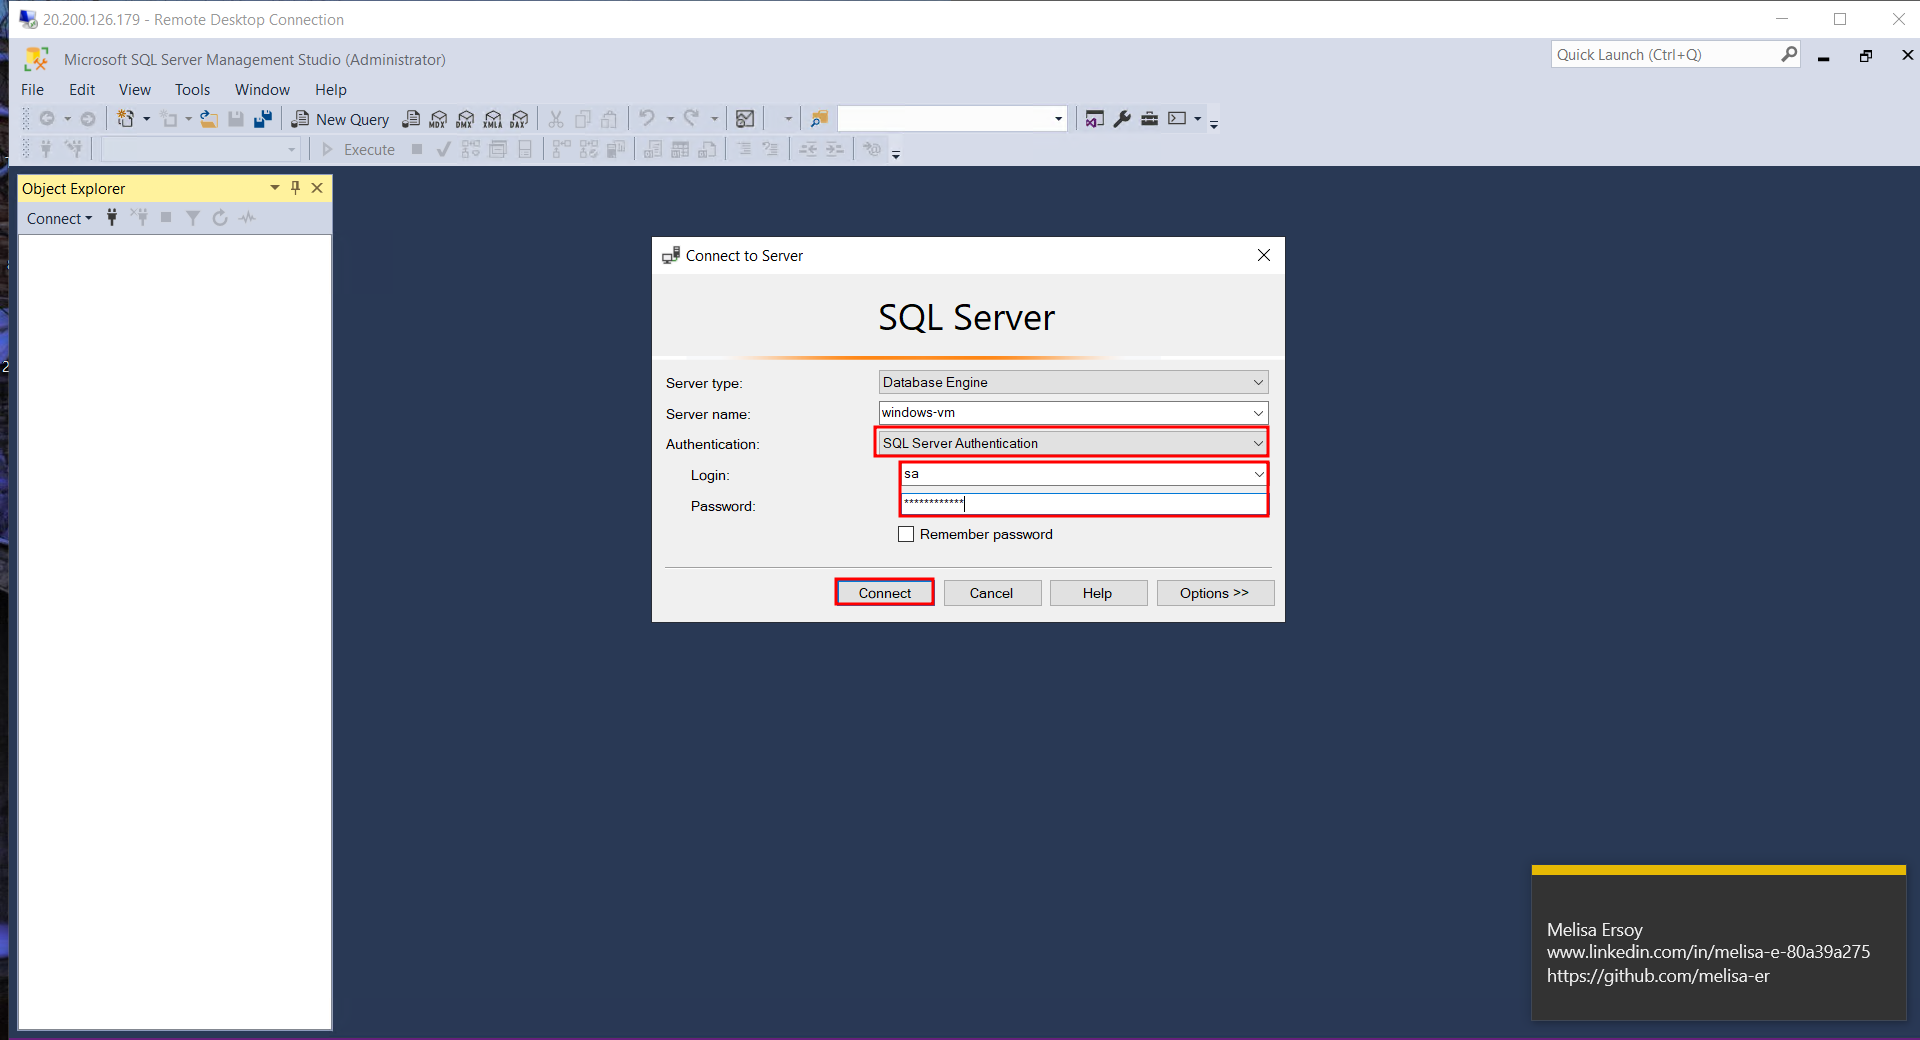 20.200.126.179 - Remote Desktop Connection
Microsoft SQL Server Management Studio (Administrator)
Quick Launch (Ctrl+Q)
File Edit View Tools Window Help
New Query MDX DMX XMLA DAX
Execute
Object Explorer
Connect
2
Connect to Server
SQL Server
Server type: Database Engine
Server name: windows-vm
Authentication: SQL Server Authentication
Login: sa
Password: ************
Remember password
Connect Cancel Help Options >>
Melisa Ersoy
www.linkedin.com/in/melisa-e-80a39a275
https://github.com/melisa-er